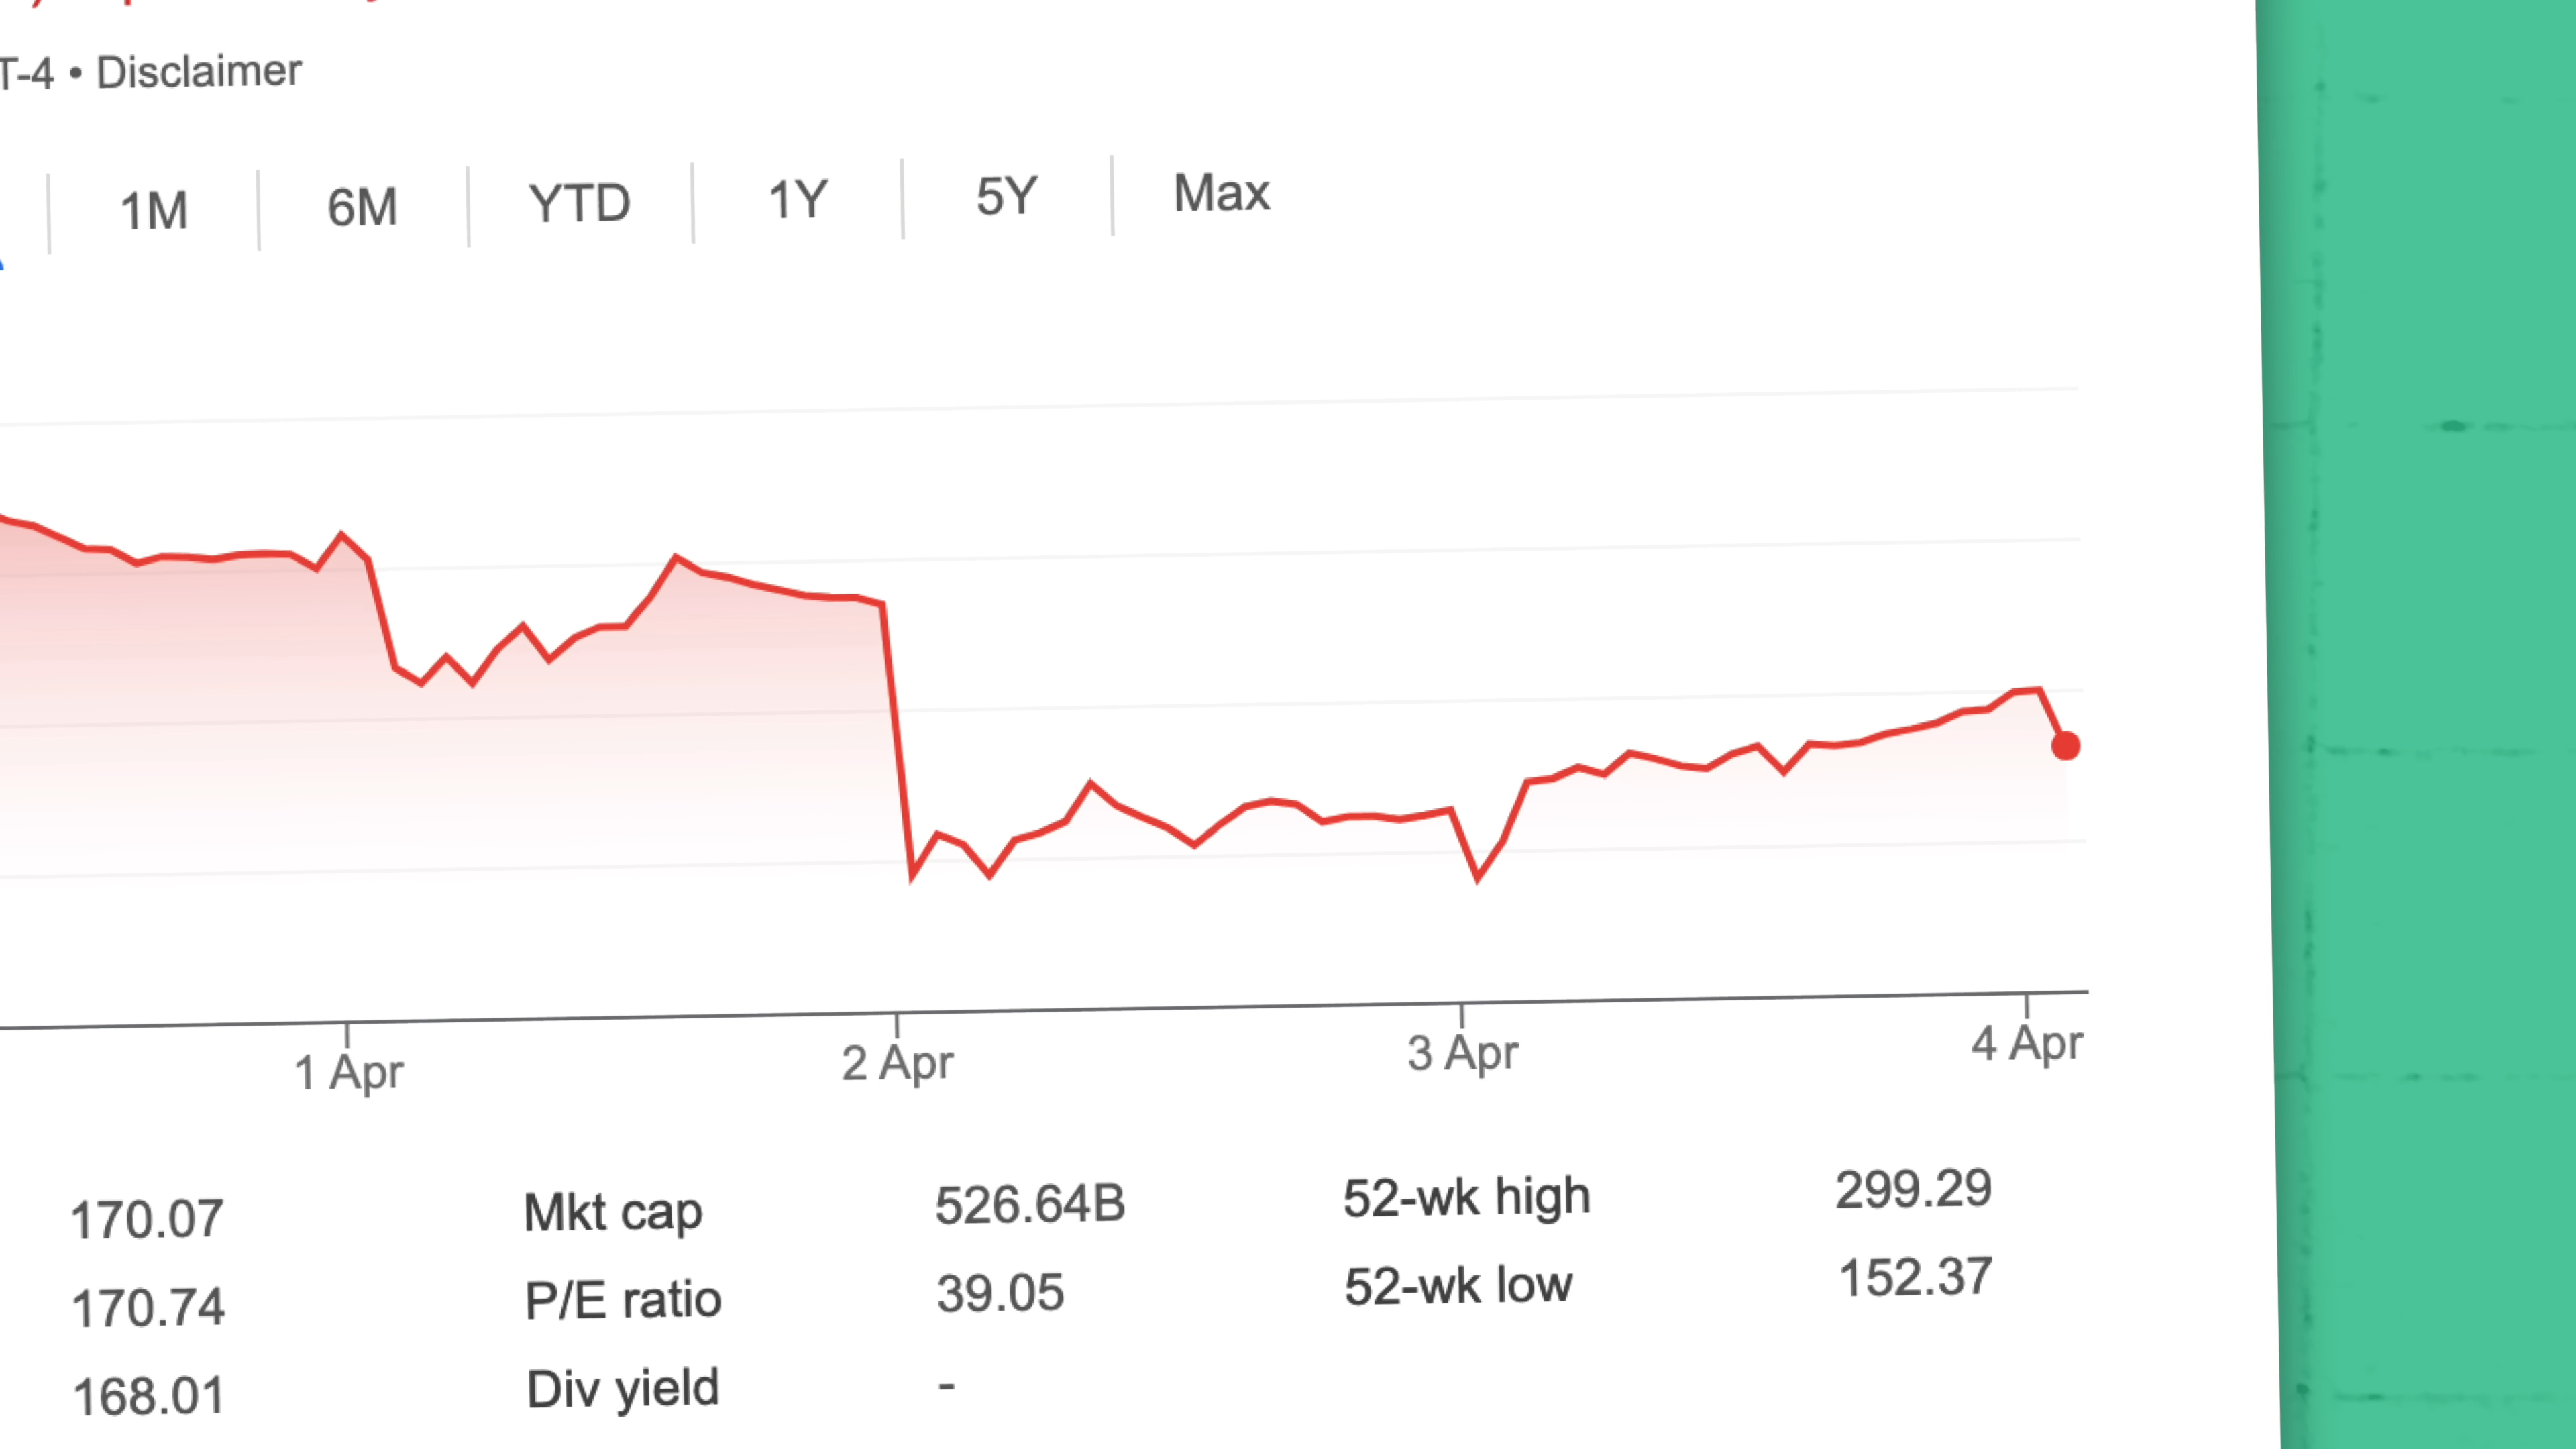 T-4 • Disclaimer
1M 6M YTD 1Y 5Y Max
1 Apr 2 Apr 3 Apr 4 Apr
170.07 Mkt cap 526.64B 52-wk high 299.29
170.74 P/E ratio 39.05 52-wk low 152.37
168.01 Div yield -